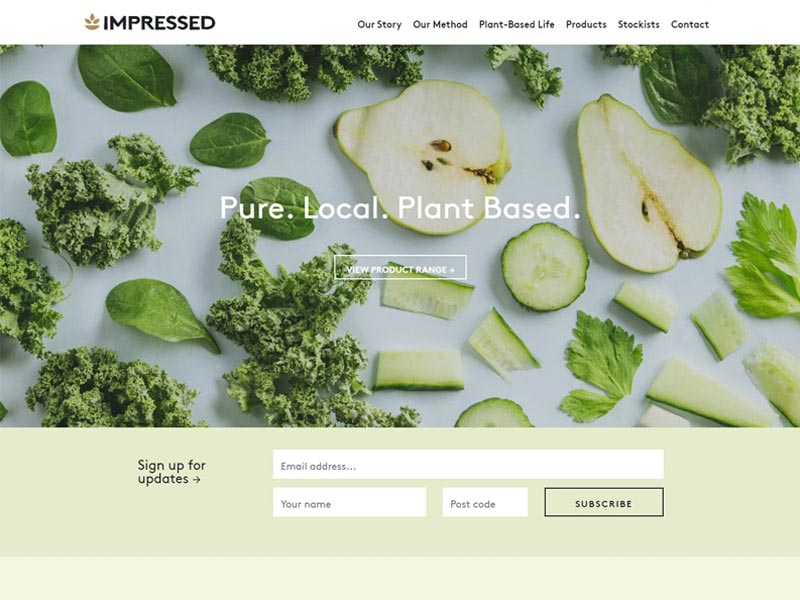 IMPRESSED
Our Story Our Method Plant-Based Life Products Stockists Contact
Pure. Local. Plant Based.
VIEW PRODUCT RANGE →
Sign up for
updates →
Email address...
Your name
Post code
SUBSCRIBE